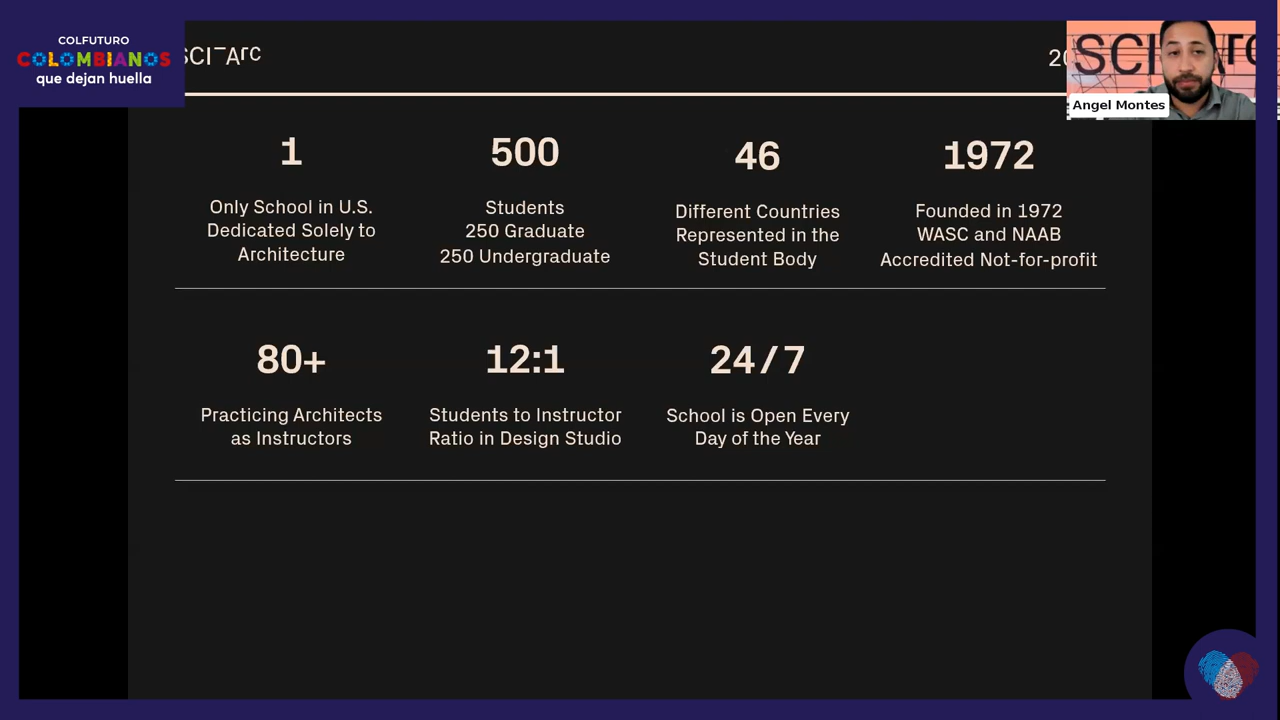 COLFUTURO
COLOMBIANOS
que dejan huella
SCI-Arc
SCI-Arc
Angel Montes
1
Only School in U.S.
Dedicated Solely to
Architecture
500
Students
250 Graduate
250 Undergraduate
46
Different Countries
Represented in the
Student Body
1972
Founded in 1972
WASC and NAAB
Accredited Not-for-profit
80+
Practicing Architects
as Instructors
12:1
Students to Instructor
Ratio in Design Studio
24/7
School is Open Every
Day of the Year